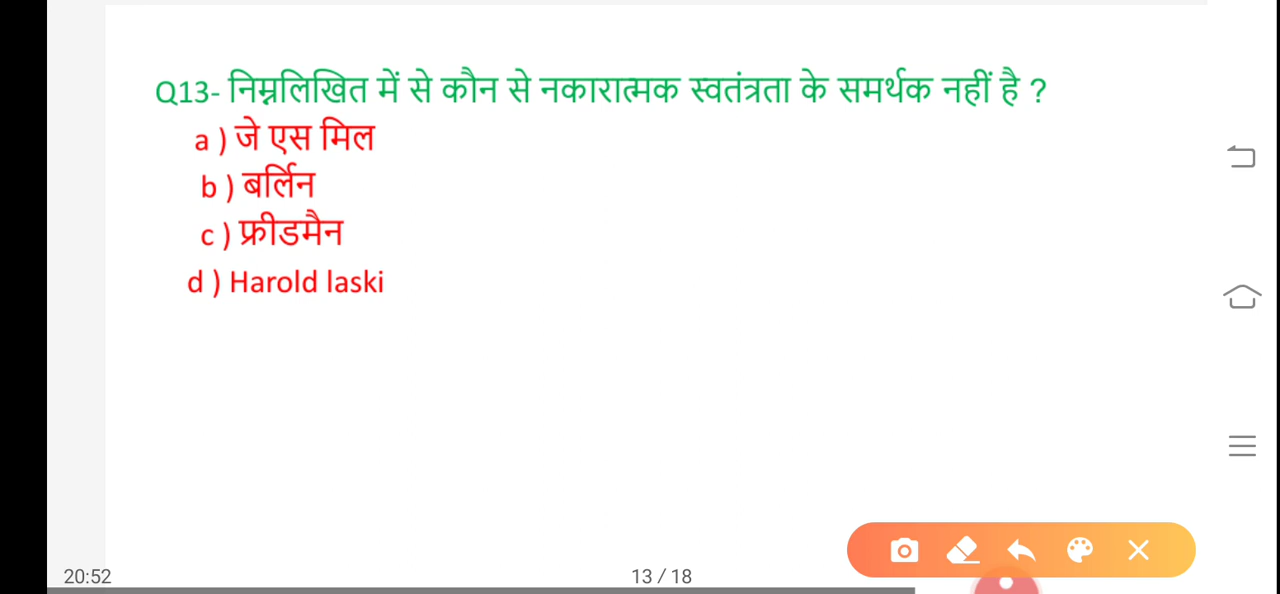 Q13- निम्नलिखित में से कौन से नकारात्मक स्वतंत्रता के समर्थक नहीं है ?
a ) जे एस मिल
b ) बर्लिन
c ) फ्रीडमैन
d ) Harold laski
20:52
13 / 18